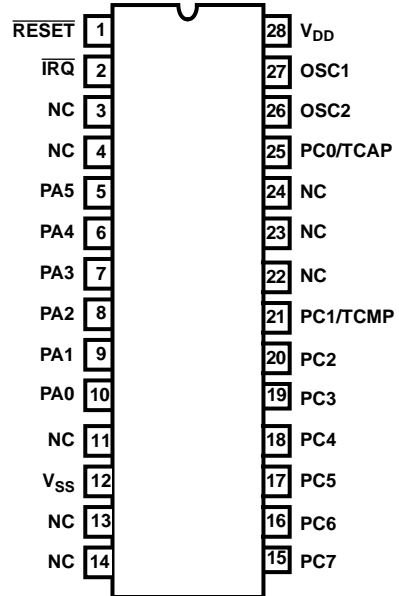 RESET 1 28 VDD
IRQ 2 27 OSC1
NC 3 26 OSC2
NC 4 25 PC0/TCAP
PA5 5 24 NC
PA4 6 23 NC
PA3 7 22 NC
PA2 8 21 PC1/TCMP
PA1 9 20 PC2
PA0 10 19 PC3
NC 11 18 PC4
VSS 12 17 PC5
NC 13 16 PC6
NC 14 15 PC7